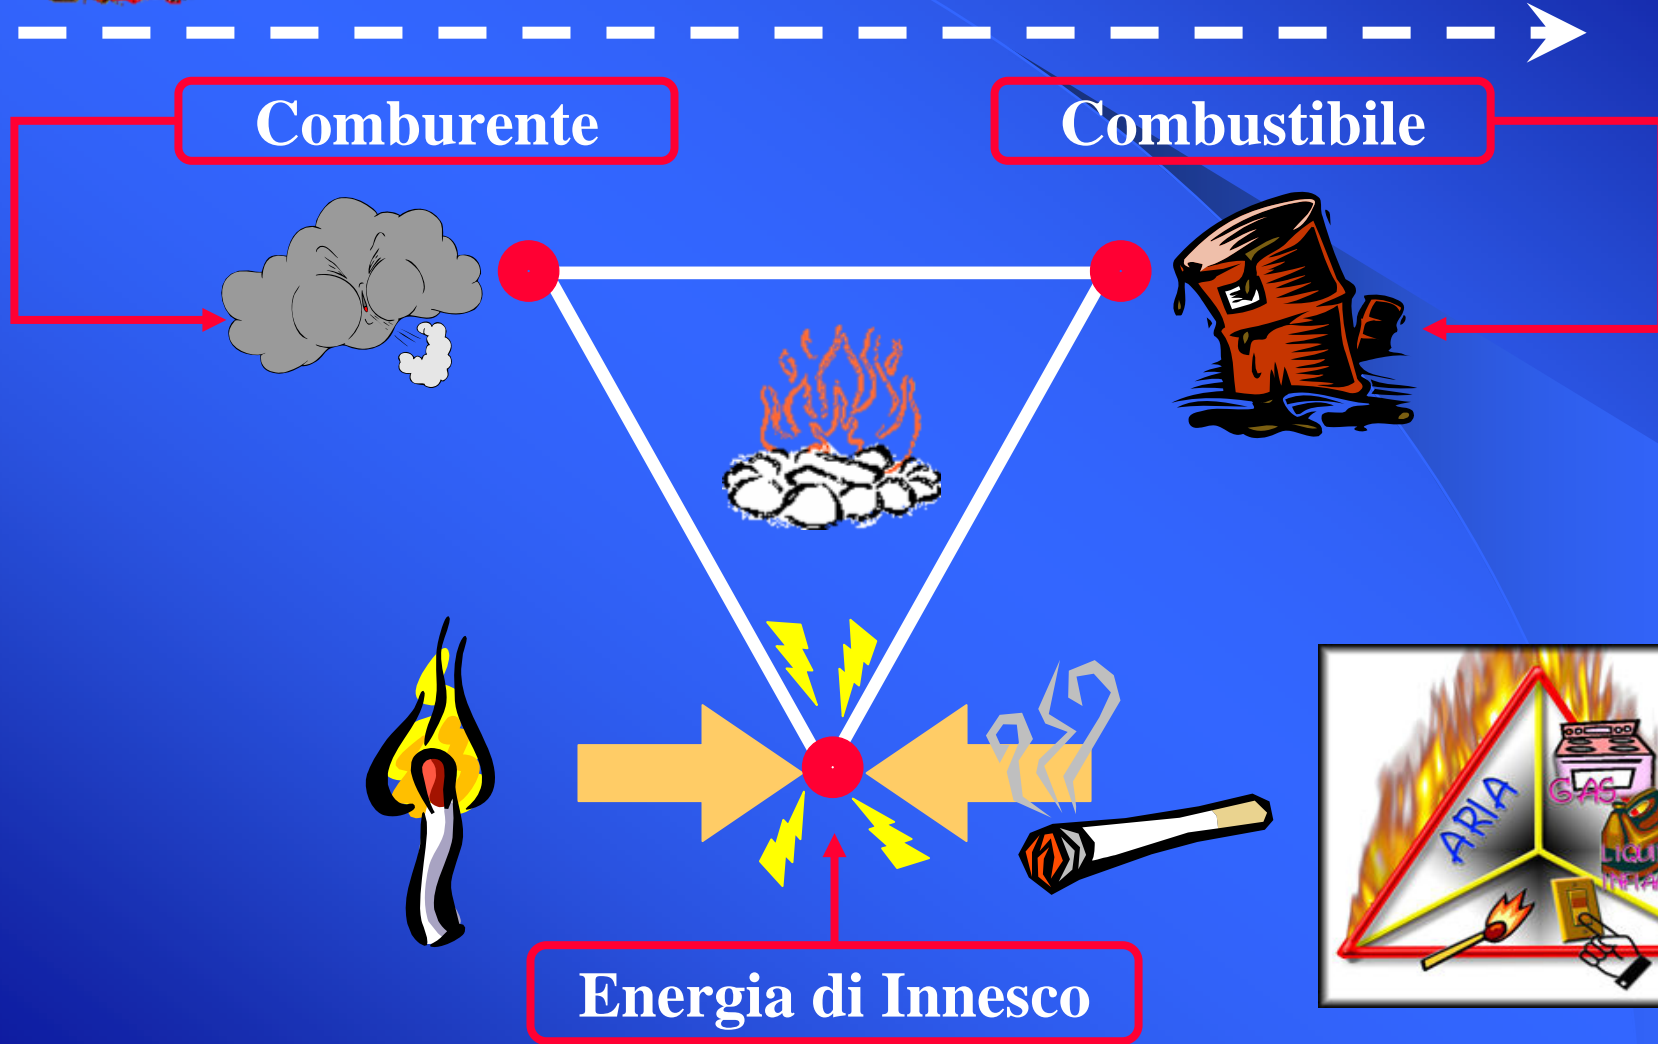 Comburente
Combustibile
Energia di Innesco
ARIA
GAS